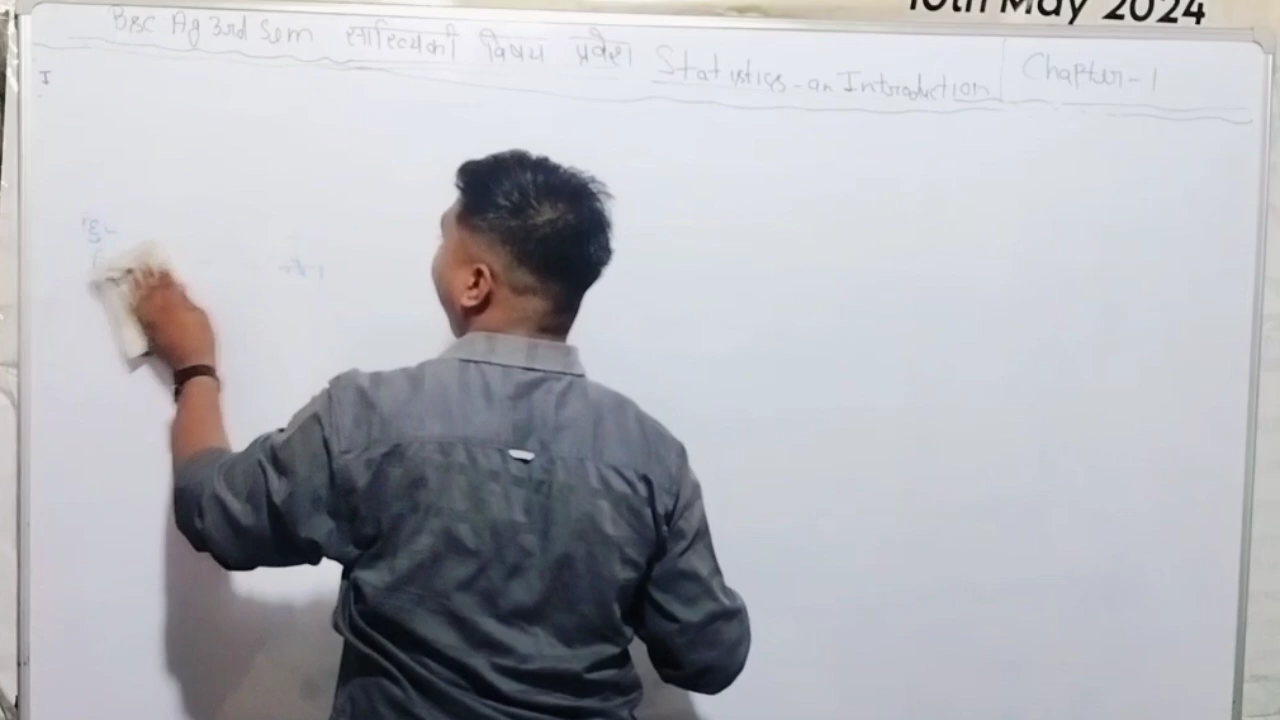 10th May 2024
Bsc Ag 3rd Sem सांख्यिकी विषय प्रवेश Statistics - an Introduction Chapter - 1
I